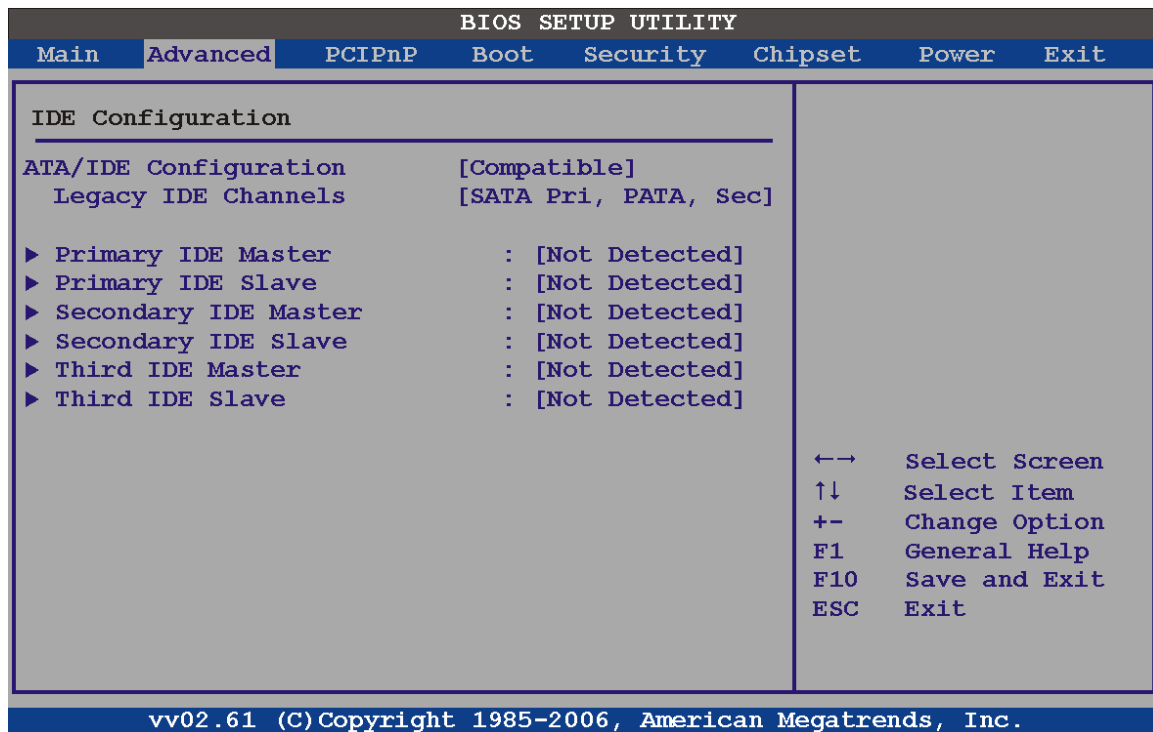 BIOS SETUP UTILITY
Main Advanced PCIPnP Boot Security Chipset Power Exit
IDE Configuration
ATA/IDE Configuration [Compatible]
Legacy IDE Channels [SATA Pri, PATA, Sec]
▶ Primary IDE Master : [Not Detected]
▶ Primary IDE Slave : [Not Detected]
▶ Secondary IDE Master : [Not Detected]
▶ Secondary IDE Slave : [Not Detected]
▶ Third IDE Master : [Not Detected]
▶ Third IDE Slave : [Not Detected]
←→ Select Screen
↑↓ Select Item
+- Change Option
F1 General Help
F10 Save and Exit
ESC Exit
vv02.61 (C)Copyright 1985-2006, American Megatrends, Inc.